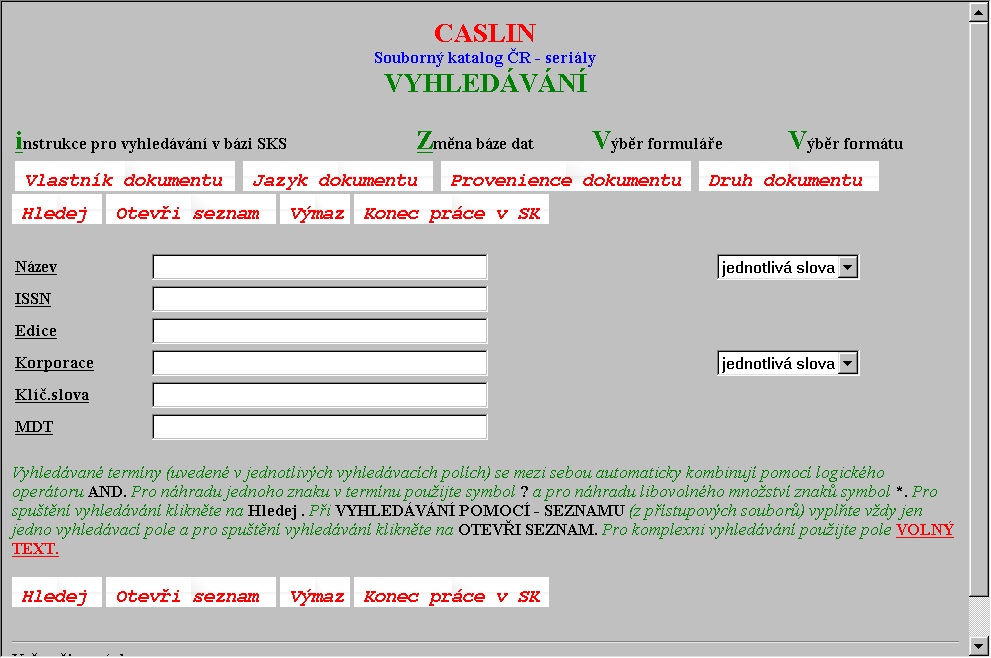 CASLIN
Souborný katalog ČR - seriály
VYHLEDÁVÁNÍ
instrukce pro vyhledávání v bázi SKS Změna báze dat Výběr formuláře Výběr formátu
Vlastník dokumentu Jazyk dokumentu Provenience dokumentu Druh dokumentu
Hledej Otevři seznam Výmaz Konec práce v SK
Název jednotlivá slova
ISSN
Edice
Korporace jednotlivá slova
Klíč.slova
MDT
Vyhledávané termíny (uvedené v jednotlivých vyhledávacích polích) se mezi sebou automaticky kombinují pomocí logického
operátoru AND. Pro náhradu jednoho znaku v termínu použijte symbol ? a pro náhradu libovolného množství znaků symbol *. Pro
spuštění vyhledávání klikněte na Hledej . Při VYHLEDÁVÁNÍ POMOCÍ - SEZNAMU (z přístupových souborů) vyplňte vždy jen
jedno vyhledávací pole a pro spuštění vyhledávání klikněte na OTEVŘI SEZNAM. Pro komplexni vyhledávání použijte pole VOLNÝ
TEXT.
Hledej Otevři seznam Výmaz Konec práce v SK